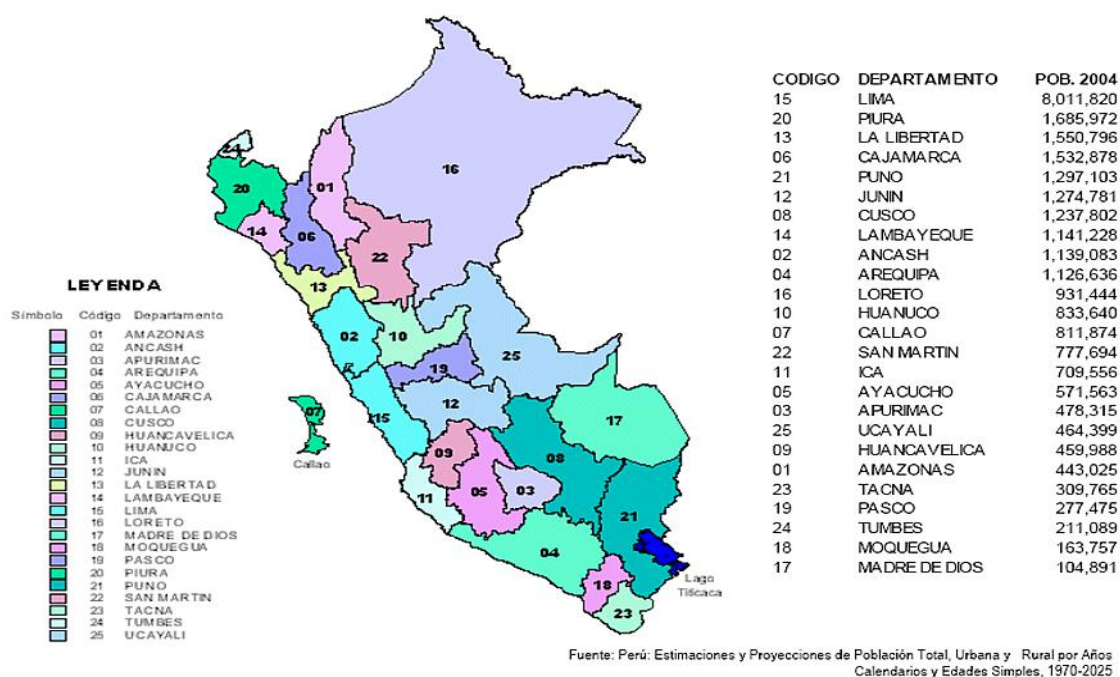 CODIGO DEPARTAMENTO POB. 2004
15 LIMA 8,011,820
20 PIURA 1,685,972
13 LA LIBERTAD 1,550,796
06 CAJAMARCA 1,532,878
21 PUNO 1,297,103
12 JUNIN 1,274,781
08 CUSCO 1,237,802
14 LAMBAYEQUE 1,141,228
02 ANCASH 1,139,083
04 AREQUIPA 1,126,636
16 LORETO 931,444
10 HUANUCO 833,640
07 CALLAO 811,874
22 SAN MARTIN 777,694
11 ICA 709,556
05 AYACUCHO 571,563
03 APURIMAC 478,315
25 UCAYALI 464,399
09 HUANCAVELICA 459,988
01 AMAZONAS 443,025
23 TACNA 309,765
19 PASCO 277,475
24 TUMBES 211,089
18 MOQUEGUA 163,757
17 MADRE DE DIOS 104,891
24
20
01
16
14
06
22
13
02
10
25
19
15
12
17
07
Callao
09
08
11
05
03
21
04
18
23
Lago
Titicaca
LEYENDA
Símbolo Código Departamento
01 AMAZONAS
02 ANCASH
03 APURIMAC
04 AREQUIPA
05 AYACUCHO
06 CAJAMARCA
07 CALLAO
08 CUSCO
09 HUANCAVELICA
10 HUANUCO
11 ICA
12 JUNIN
13 LA LIBERTAD
14 LAMBAYEQUE
15 LIMA
16 LORETO
17 MADRE DE DIOS
18 MOQUEGUA
19 PASCO
20 PIURA
21 PUNO
22 SAN MARTIN
23 TACNA
24 TUMBES
25 UCAYALI
Fuente: Perú: Estimaciones y Proyecciones de Población Total, Urbana y Rural por Años
Calendarios y Edades Simples, 1970-2025